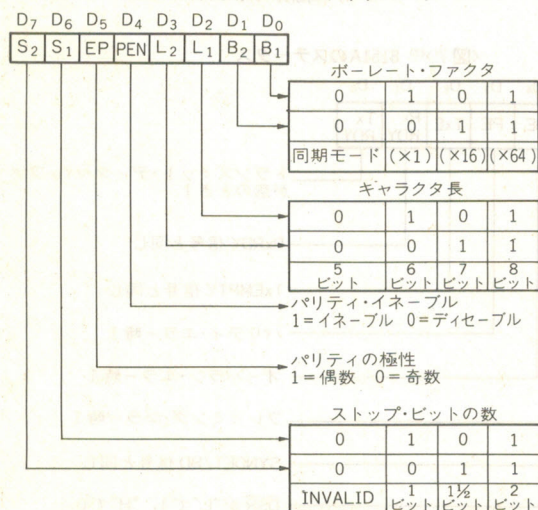 D7 D6 D5 D4 D3 D2 D1 D0
S2 S1 EP PEN L2 L1 B2 B1
ボーレート・ファクタ
0 1 0 1
0 0 1 1
同期モード (×1) (×16) (×64)
キャラクタ長
0 1 0 1
0 0 1 1
5ビット 6ビット 7ビット 8ビット
パリティ・イネーブル
1=イネーブル 0=ディセーブル
パリティの極性
1=偶数 0=奇数
ストップ・ビットの数
0 1 0 1
0 0 1 1
INVALID 1ビット 1½ビット 2ビット